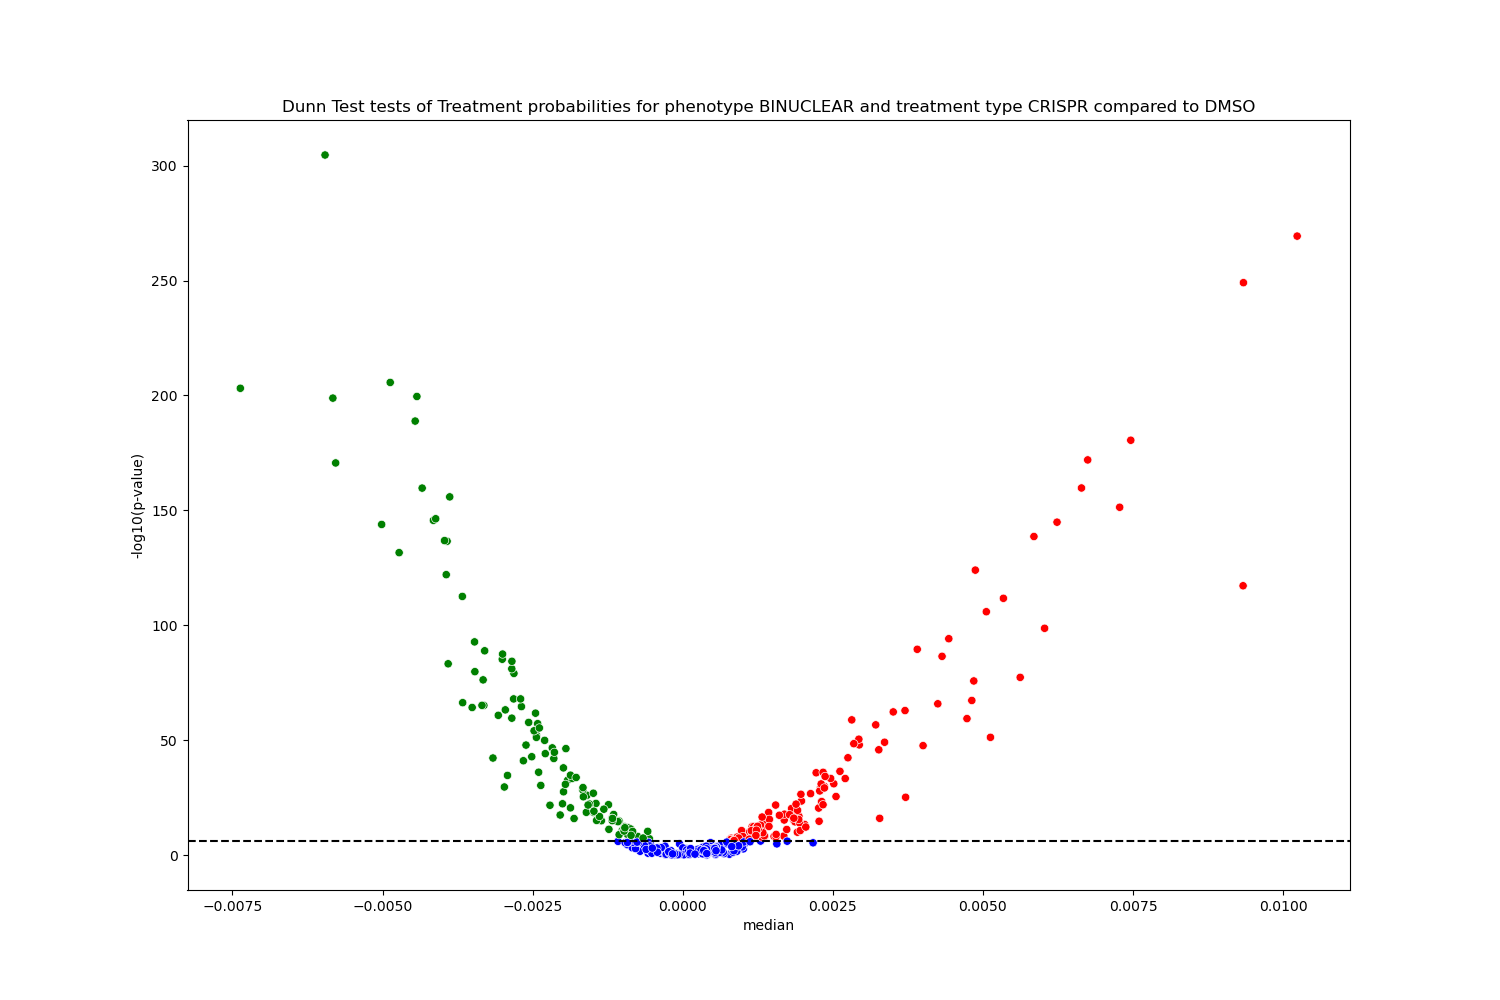 Dunn Test tests of Treatment probabilities for phenotype BINUCLEAR and treatment type CRISPR compared to DMSO
300
250
200
150
100
50
0
-log10(p-value)
−0.0075 −0.0050 −0.0025 0.0000 0.0025 0.0050 0.0075 0.0100
median